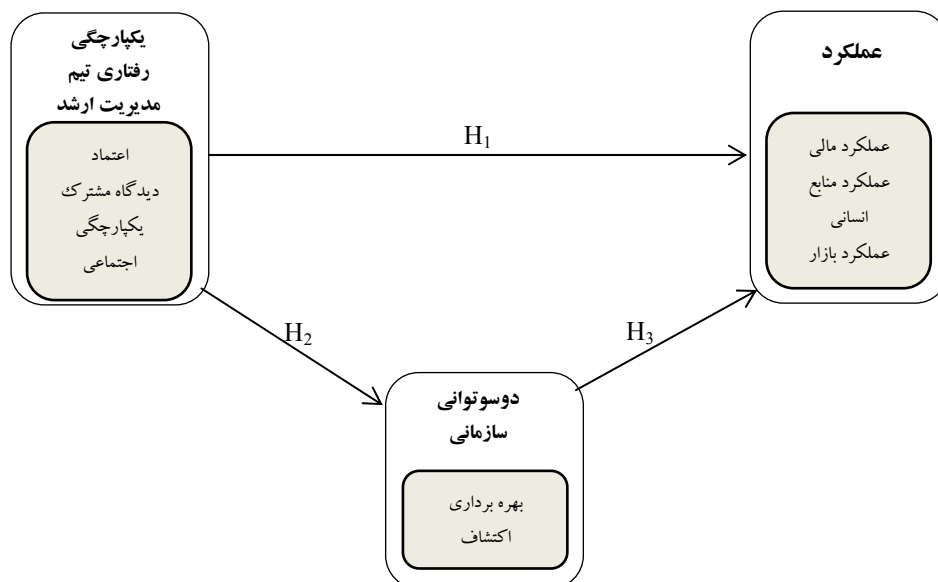 یکپارچگی
رفتاری تیم
مدیریت ارشد
اعتماد
دیدگاه مشترك
یکپارچگی
اجتماعی
H₁
عملکرد
عملکرد مالی
عملکرد منابع
انسانی
عملکرد بازار
H₂
H₃
دوسوتوانی
سازمانی
بهره برداری
اکتشاف